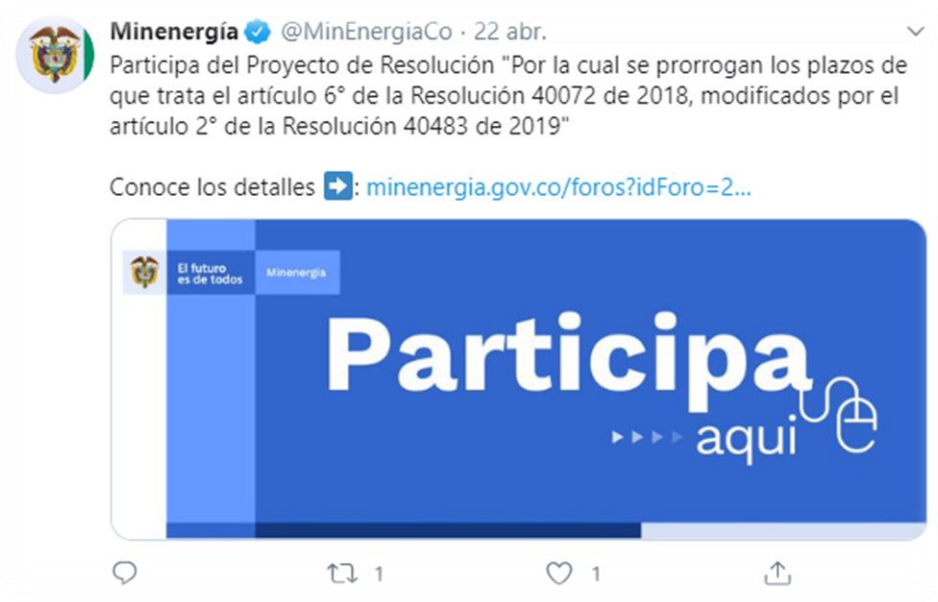 Minenergía @MinEnergiaCo · 22 abr.
Participa del Proyecto de Resolución "Por la cual se prorrogan los plazos de
que trata el artículo 6° de la Resolución 40072 de 2018, modificados por el
artículo 2° de la Resolución 40483 de 2019"
Conoce los detalles ➡: minenergia.gov.co/foros?idForo=2...
El futuro
es de todos
Minenergía
Participa
aqui
1
1